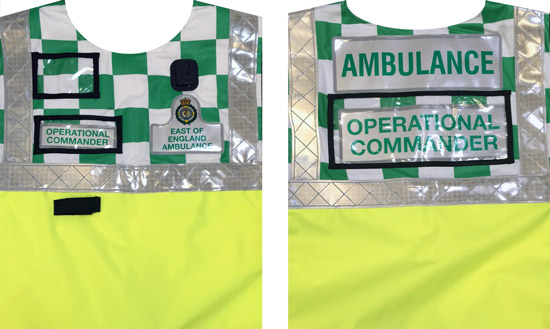 OPERATIONAL
COMMANDER
EAST OF
ENGLAND
AMBULANCE
AMBULANCE
OPERATIONAL
COMMANDER